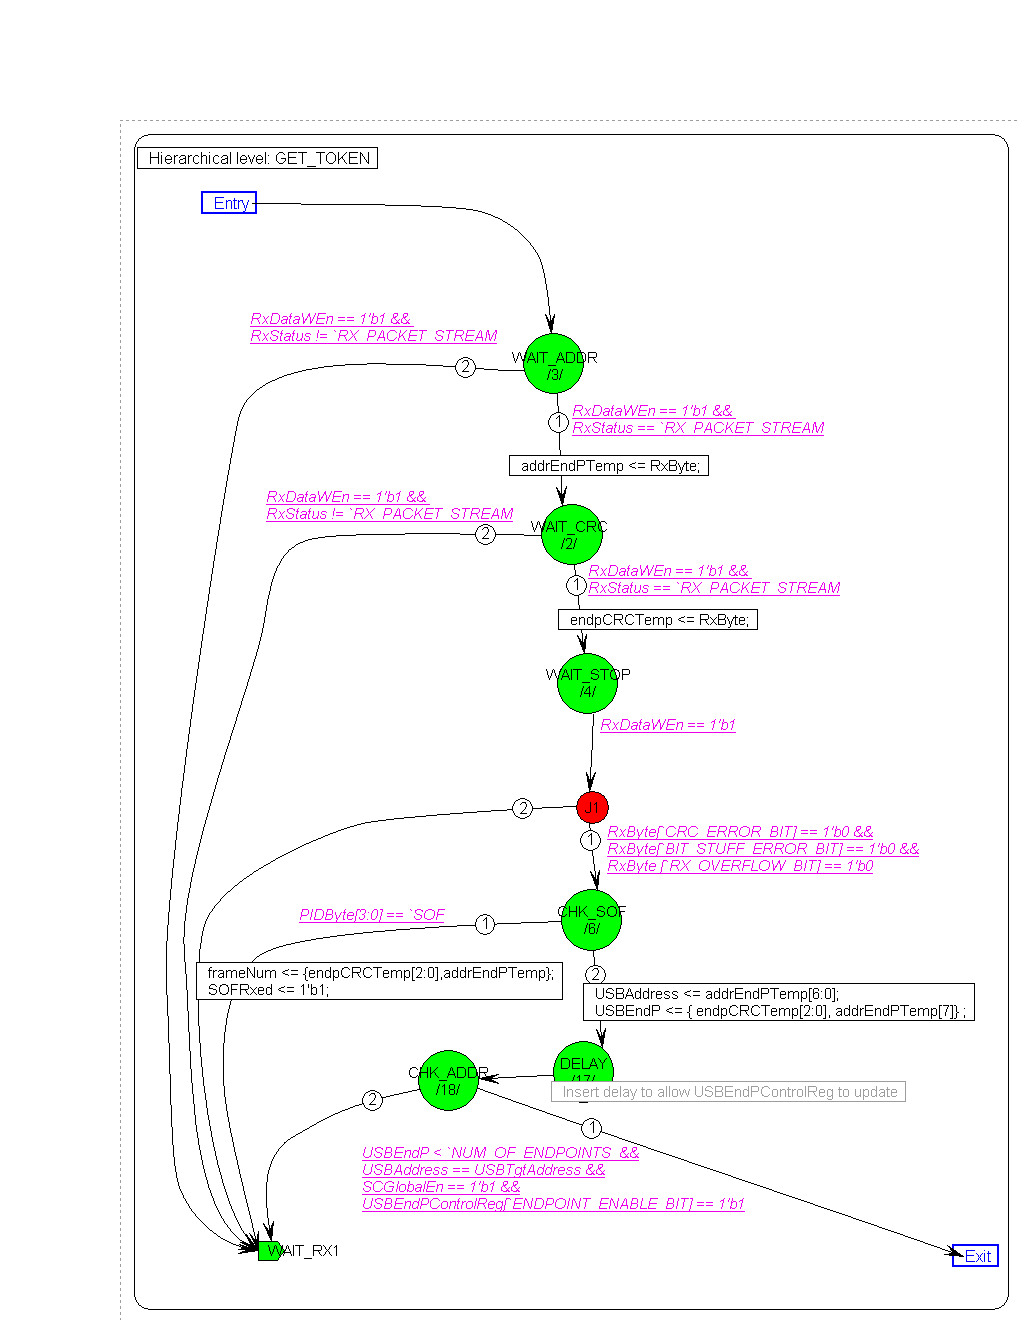 Hierarchical level: GET_TOKEN
Entry
RxDataWEn == 1'b1 &&
RxStatus != `RX_PACKET_STREAM
WAIT_ADDR
/3/
2
1
RxDataWEn == 1'b1 &&
RxStatus == `RX_PACKET_STREAM
addrEndPTemp <= RxByte;
RxDataWEn == 1'b1 &&
RxStatus != `RX_PACKET_STREAM
WAIT_CRC
/2/
2
1
RxDataWEn == 1'b1 &&
RxStatus == `RX_PACKET_STREAM
endpCRCTemp <= RxByte;
WAIT_STOP
/4/
RxDataWEn == 1'b1
J1
2
1
RxByte[`CRC_ERROR_BIT] == 1'b0 &&
RxByte[`BIT_STUFF_ERROR_BIT] == 1'b0 &&
RxByte [`RX_OVERFLOW_BIT] == 1'b0
CHK_SOF
/6/
PIDByte[3:0] == `SOF
1
2
frameNum <= {endpCRCTemp[2:0],addrEndPTemp};
SOFRxed <= 1'b1;
USBAddress <= addrEndPTemp[6:0];
USBEndP <= { endpCRCTemp[2:0], addrEndPTemp[7]} ;
DELAY
/17/
Insert delay to allow USBEndPControlReg to update
CHK_ADDR
/18/
2
1
USBEndP < `NUM_OF_ENDPOINTS &&
USBAddress == USBTgtAddress &&
SCGlobalEn == 1'b1 &&
USBEndPControlReg[`ENDPOINT_ENABLE_BIT] == 1'b1
WAIT_RX1
Exit